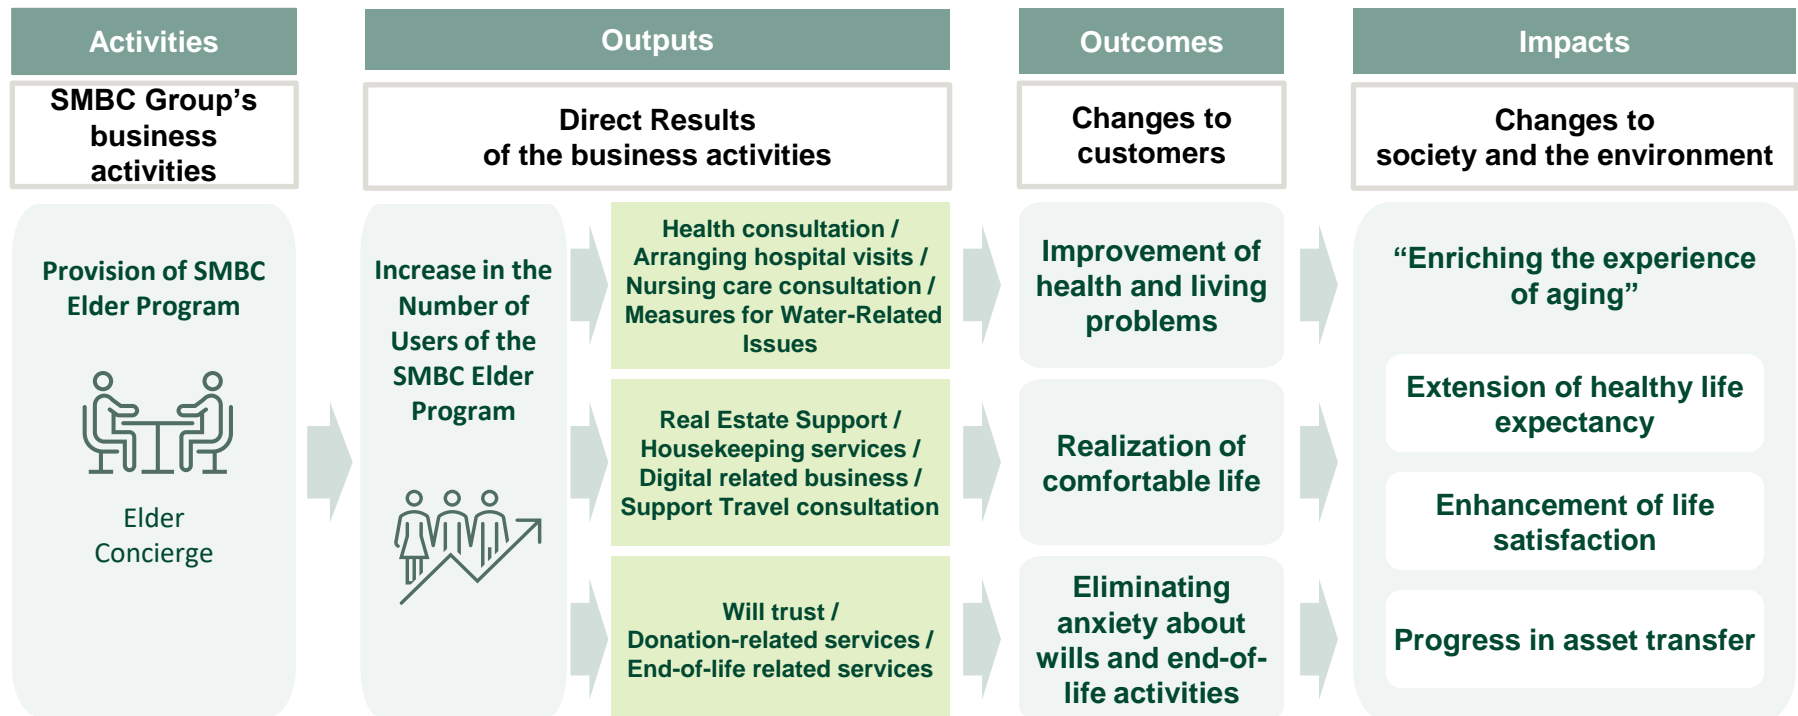 Activities
Outputs
Outcomes
Impacts
SMBC Group’s
business
activities
Direct Results
of the business activities
Changes to
customers
Changes to
society and the environment
Provision of SMBC
Elder Program
Elder
Concierge
Increase in the
Number of
Users of the
SMBC Elder
Program
Health consultation /
Arranging hospital visits /
Nursing care consultation /
Measures for Water-Related
Issues
Real Estate Support /
Housekeeping services /
Digital related business /
Support Travel consultation
Will trust /
Donation-related services /
End-of-life related services
Improvement of
health and living
problems
Realization of
comfortable life
Eliminating
anxiety about
wills and end-of-
life activities
“Enriching the experience
of aging”
Extension of healthy life
expectancy
Enhancement of life
satisfaction
Progress in asset transfer